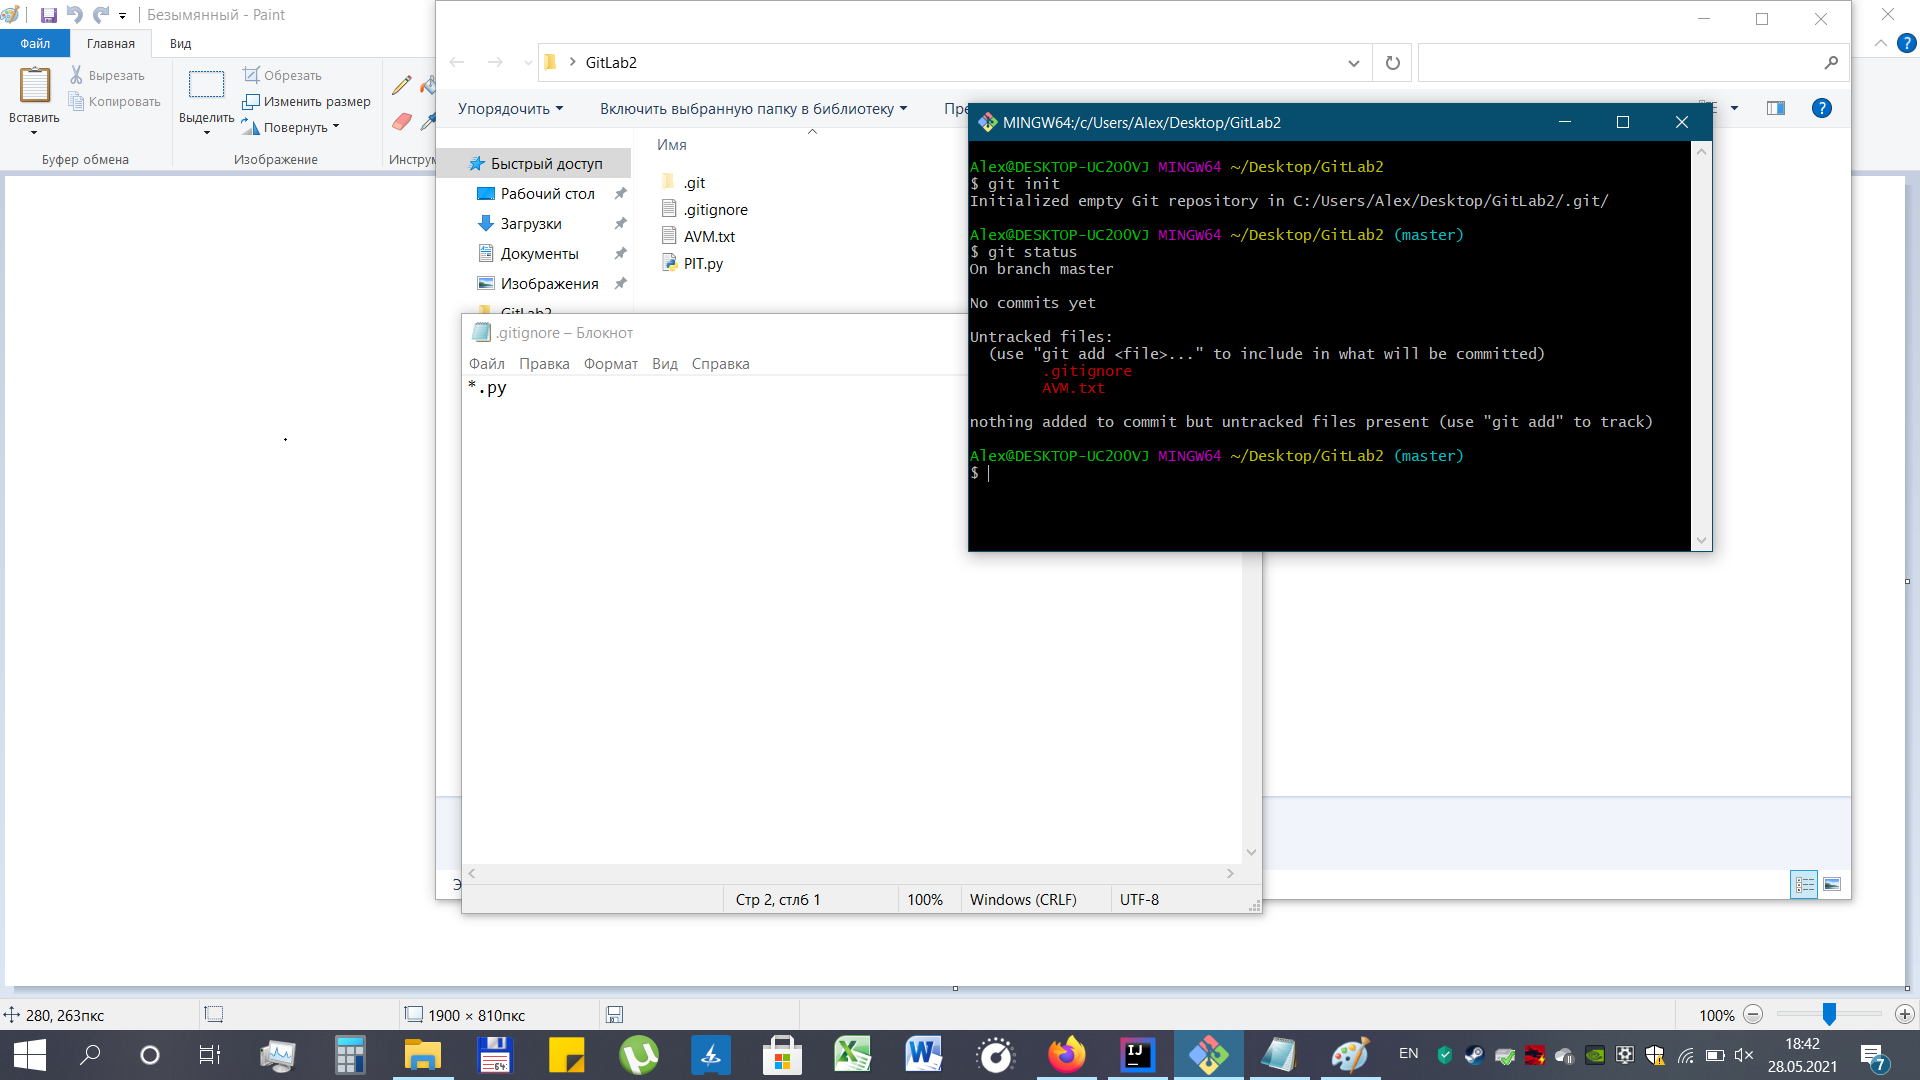 Безымянный - Paint
Файл
Главная
Вид
Вставить
Вырезать
Копировать
Буфер обмена
Выделить
Обрезать
Изменить размер
Повернуть
Изображение
GitLab2
Упорядочить
Включить выбранную папку в библиотеку
Имя
Быстрый доступ
Рабочий стол
Загрузки
Документы
Изображения
GitLab2
.git
.gitignore
AVM.txt
PIT.py
.gitignore – Блокнот
Файл Правка Формат Вид Справка
*.py
Стр 2, стлб 1
100%
Windows (CRLF)
UTF-8
MINGW64:/c/Users/Alex/Desktop/GitLab2
Alex@DESKTOP-UC2OOVJ MINGW64 ~/Desktop/GitLab2
$ git init
Initialized empty Git repository in C:/Users/Alex/Desktop/GitLab2/.git/
Alex@DESKTOP-UC2OOVJ MINGW64 ~/Desktop/GitLab2 (master)
$ git status
On branch master
No commits yet
Untracked files:
(use "git add <file>..." to include in what will be committed)
.gitignore
AVM.txt
nothing added to commit but untracked files present (use "git add" to track)
Alex@DESKTOP-UC2OOVJ MINGW64 ~/Desktop/GitLab2 (master)
$
280, 263пкс
1900 × 810пкс
100%
EN
18:42
28.05.2021
7